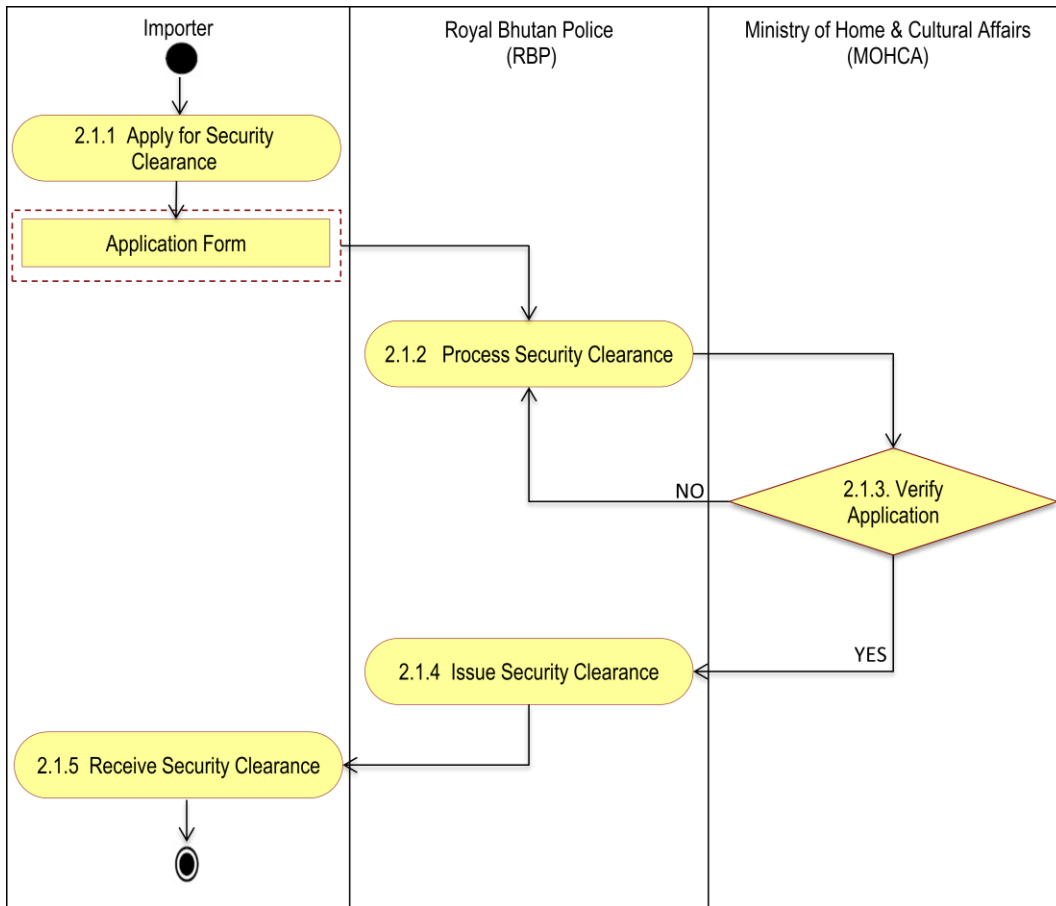 Importer
Royal Bhutan Police
(RBP)
Ministry of Home & Cultural Affairs
(MOHCA)
2.1.1 Apply for Security
Clearance
Application Form
2.1.2 Process Security Clearance
2.1.3. Verify
Application
NO
YES
2.1.4 Issue Security Clearance
2.1.5 Receive Security Clearance